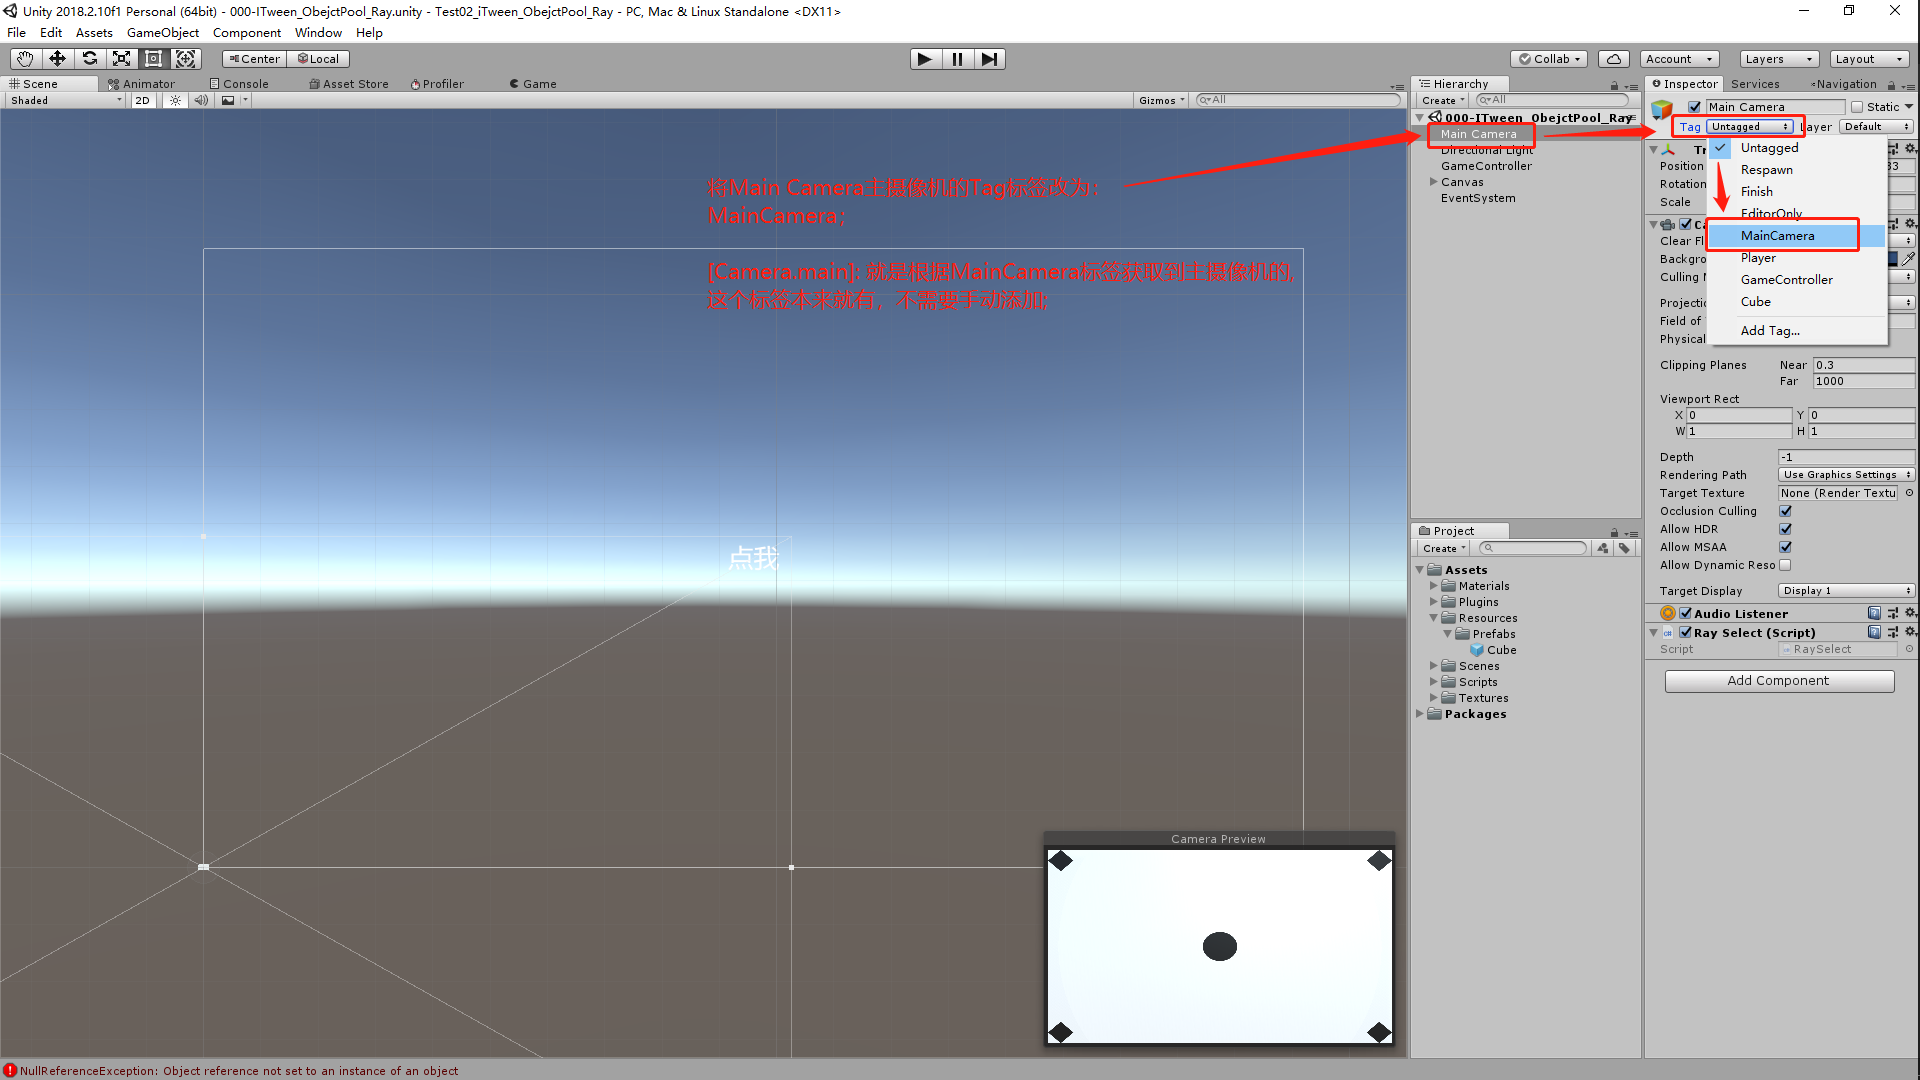 Unity 2018.2.10f1 Personal (64bit) - 000-ITween_ObejctPool_Ray.unity - Test02_iTween_ObejctPool_Ray - PC, Mac & Linux Standalone <DX11>
File Edit Assets GameObject Component Window Help
Center Local
Collab Account Layers Layout
Scene Animator Console Asset Store Profiler Game
Shaded 2D Gizmos All
Hierarchy
Create All
000-ITween_ObejctPool_Ray
Main Camera
Directional Light
GameController
Canvas
EventSystem
Inspector Services Navigation
Main Camera Static
Tag Untagged Layer Default
Untagged
Respawn
Finish
EditorOnly
MainCamera
Player
GameController
Cube
Add Tag...
Position
Rotation
Scale
Clear Fl
Backgrou
Culling M
Projectio
Field of
Physical
Clipping Planes Near 0.3
Far 1000
Viewport Rect
X 0 Y 0
W 1 H 1
Depth -1
Rendering Path Use Graphics Settings
Target Texture None (Render Textu
Occlusion Culling
Allow HDR
Allow MSAA
Allow Dynamic Reso
Target Display Display 1
Audio Listener
Ray Select (Script)
Script RaySelect
Add Component
将Main Camera丨摄像机的Tag标签改为:
MainCamera;
[Camera.main]: 就是根据MainCamera标签获取到主摄像机的,
这个标签本来就有，不需要手动添加;
点我
Project
Create
Assets
Materials
Plugins
Resources
Prefabs
Cube
Scenes
Scripts
Textures
Packages
Camera Preview
NullReferenceException: Object reference not set to an instance of an object